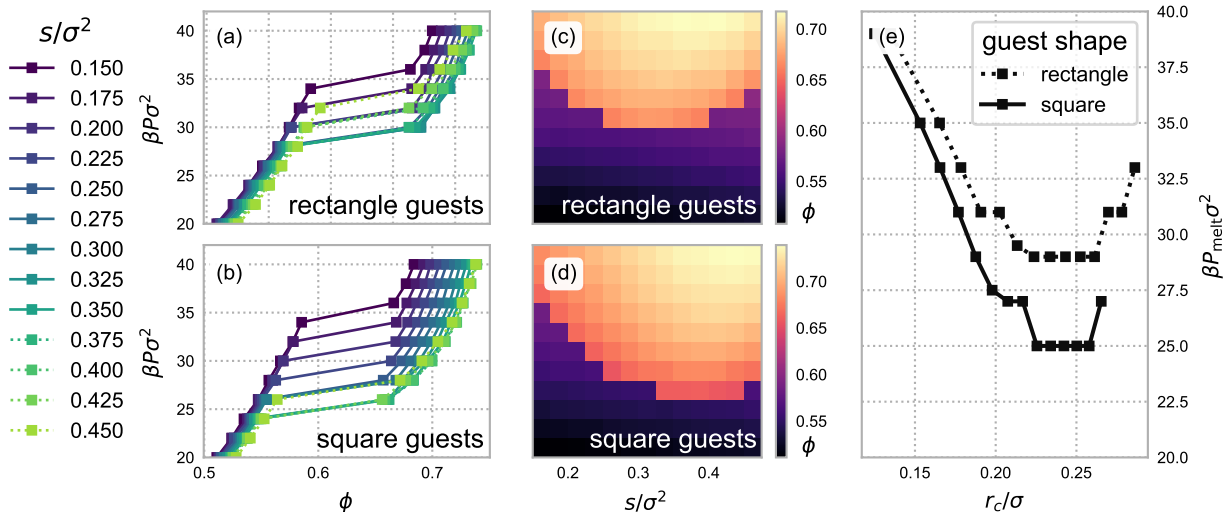 s/σ²
0.150
0.175
0.200
0.225
0.250
0.275
0.300
0.325
0.350
0.375
0.400
0.425
0.450
(a)
βPσ²
40
35
30
25
20
rectangle guests
(b)
βPσ²
40
35
30
25
20
square guests
0.5
0.6
0.7
ϕ
(c)
rectangle guests
0.70
0.65
0.60
0.55
ϕ
(d)
square guests
0.70
0.65
0.60
0.55
ϕ
0.2
0.3
0.4
s/σ²
(e)
guest shape
rectangle
square
40.0
37.5
35.0
32.5
30.0
27.5
25.0
22.5
20.0
βPmeltσ²
0.15
0.20
0.25
rc/σ